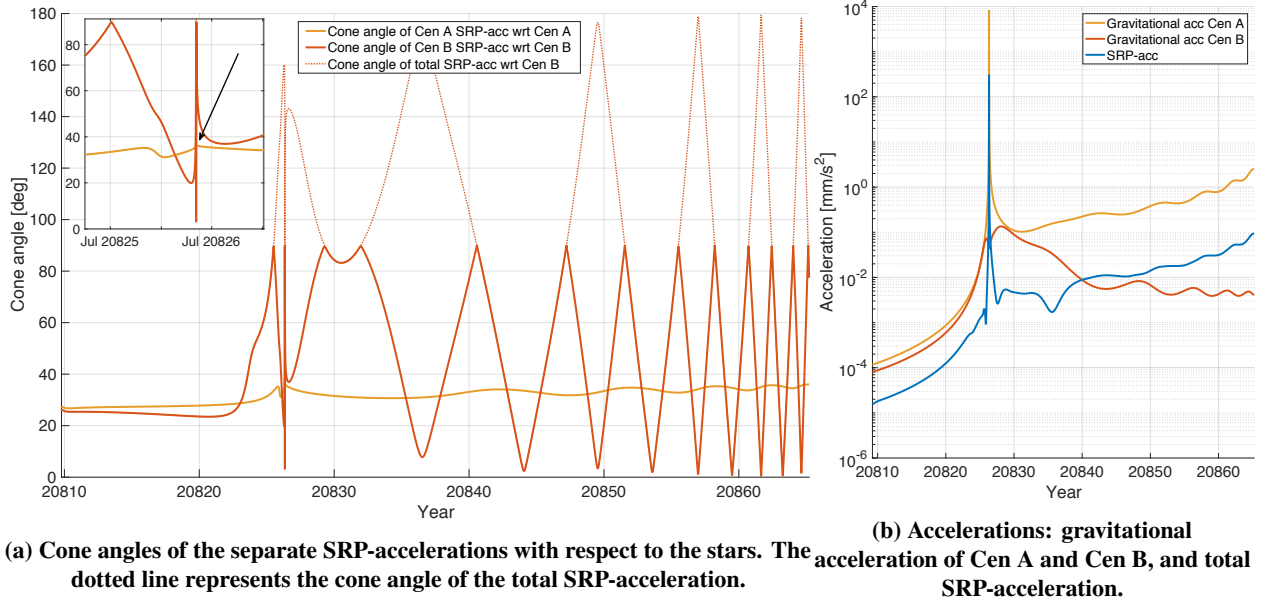 180
160
140
120
100
80
60
40
20
0
Cone angle [deg]
80
60
40
20
0
Jul 20825
Jul 20826
Cone angle of Cen A SRP-acc wrt Cen A
Cone angle of Cen B SRP-acc wrt Cen B
Cone angle of total SRP-acc wrt Cen B
20810
20820
20830
20840
20850
20860
Year
(a) Cone angles of the separate SRP-accelerations with respect to the stars. The
dotted line represents the cone angle of the total SRP-acceleration.
10^4
10^2
10^0
10^-2
10^-4
10^-6
Acceleration [mm/s^2]
Gravitational acc Cen A
Gravitational acc Cen B
SRP-acc
20810
20820
20830
20840
20850
20860
Year
(b) Accelerations: gravitational
acceleration of Cen A and Cen B, and total
SRP-acceleration.